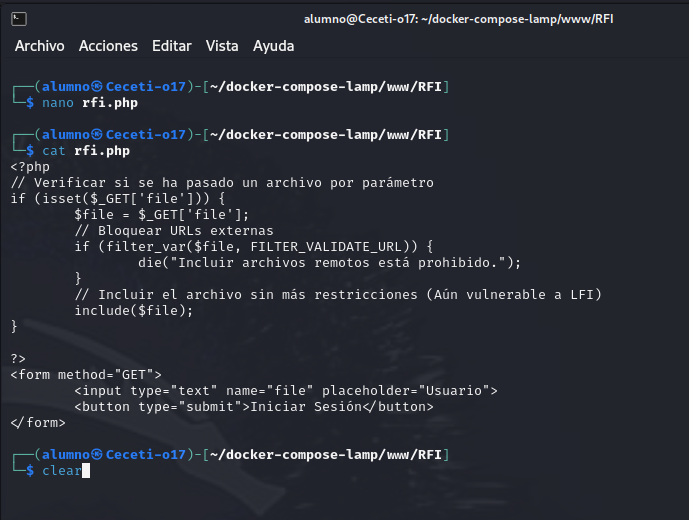 alumno@Ceceti-o17: ~/docker-compose-lamp/www/RFI
Archivo Acciones Editar Vista Ayuda
┌──(alumno㉿Ceceti-o17)-[~/docker-compose-lamp/www/RFI]
└─$ nano rfi.php
┌──(alumno㉿Ceceti-o17)-[~/docker-compose-lamp/www/RFI]
└─$ cat rfi.php
<?php
// Verificar si se ha pasado un archivo por parámetro
if (isset($_GET['file'])) {
        $file = $_GET['file'];
        // Bloquear URLs externas
        if (filter_var($file, FILTER_VALIDATE_URL)) {
                die("Incluir archivos remotos está prohibido.");
        }
        // Incluir el archivo sin más restricciones (Aún vulnerable a LFI)
        include($file);
}
?>
<form method="GET">
        <input type="text" name="file" placeholder="Usuario">
        <button type="submit">Iniciar Sesión</button>
</form>
┌──(alumno㉿Ceceti-o17)-[~/docker-compose-lamp/www/RFI]
└─$ clear